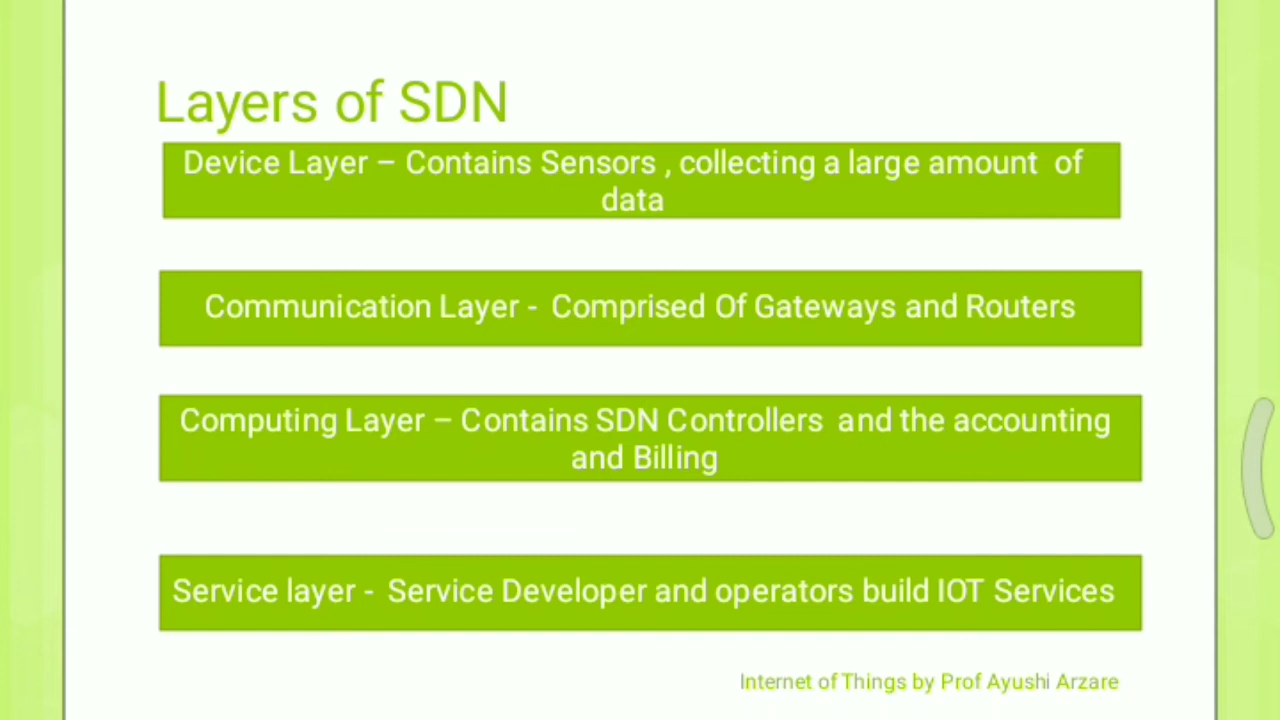 Layers of SDN
Device Layer – Contains Sensors , collecting a large amount of
data
Communication Layer - Comprised Of Gateways and Routers
Computing Layer – Contains SDN Controllers and the accounting
and Billing
Service layer - Service Developer and operators build IOT Services
Internet of Things by Prof Ayushi Arzare